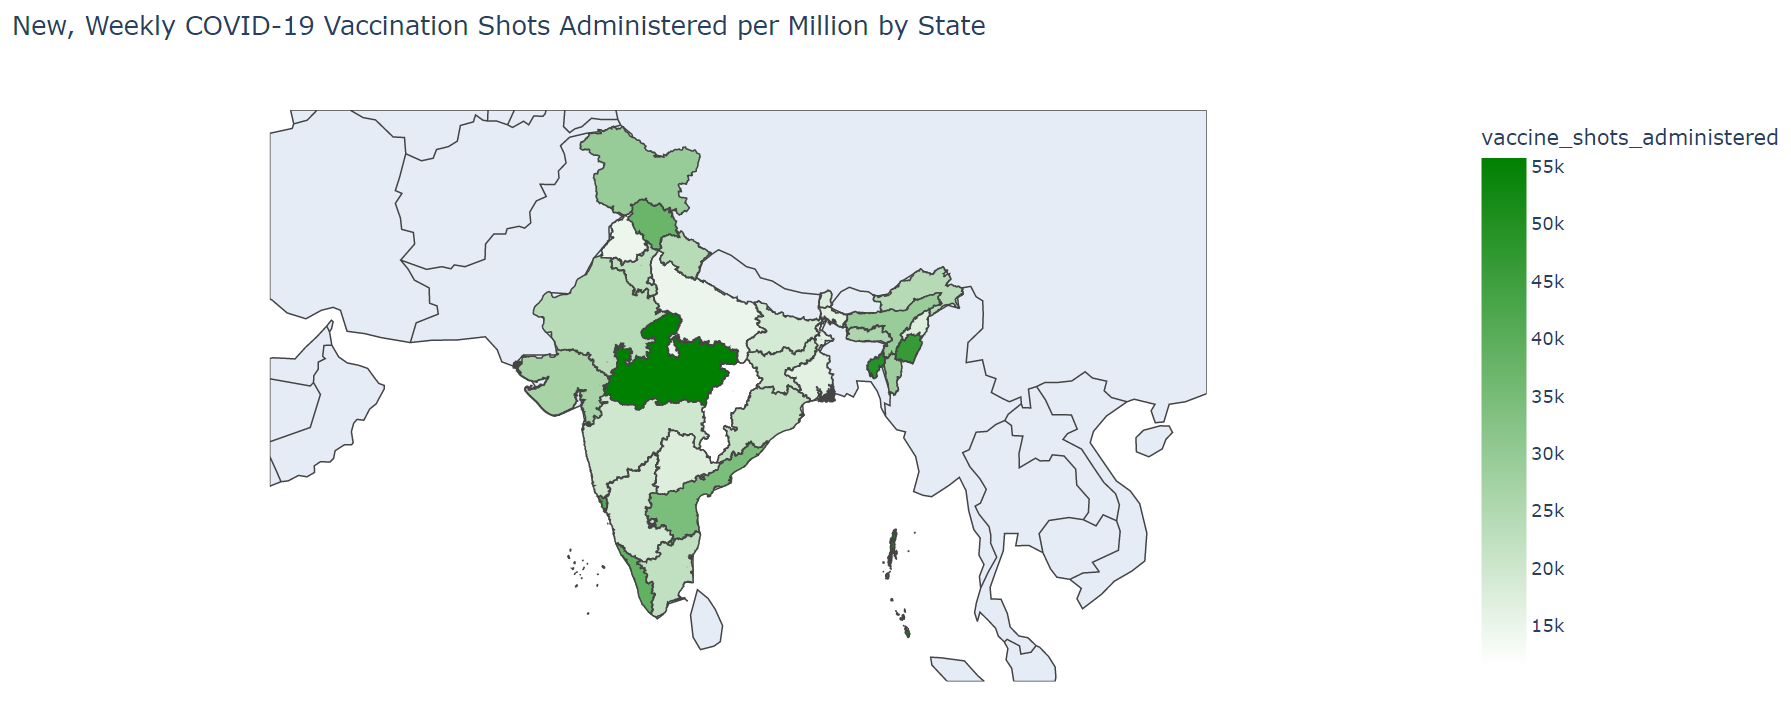 New, Weekly COVID-19 Vaccination Shots Administered per Million by State
vaccine_shots_administered
55k
50k
45k
40k
35k
30k
25k
20k
15k